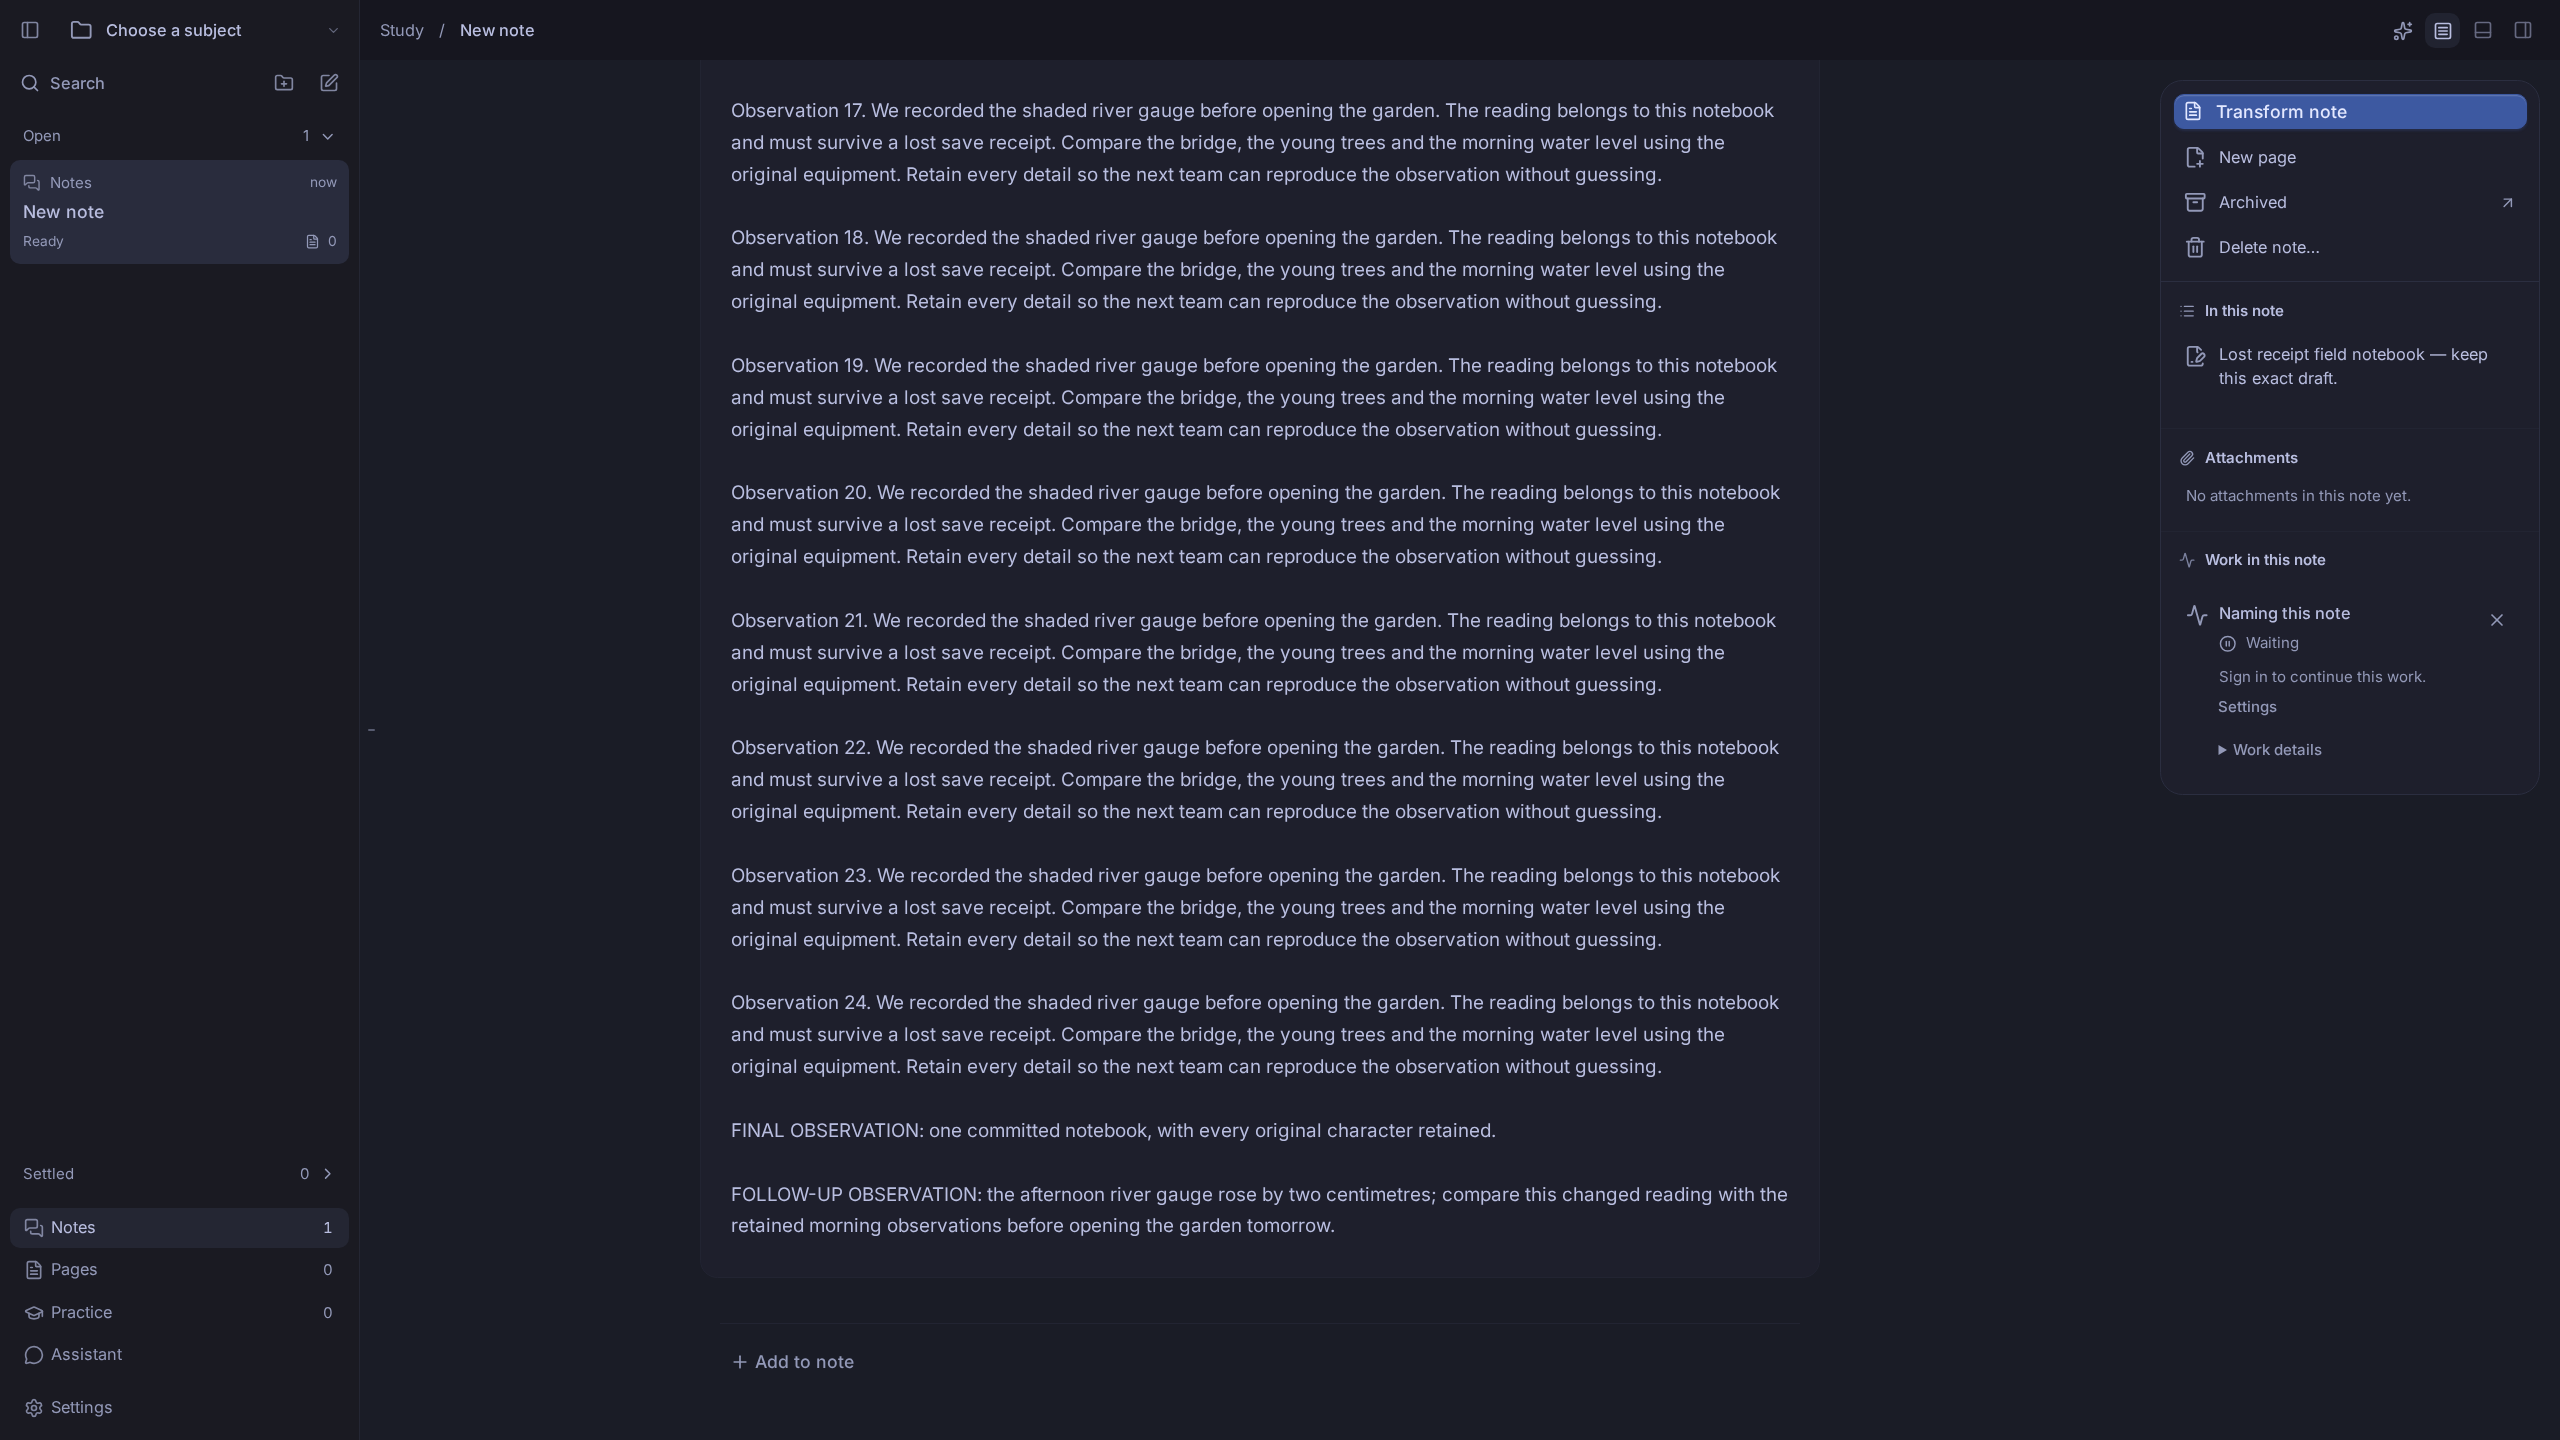 Choose a subject
Search
Open 1
Notes now
New note
Ready 0
Settled 0
Notes 1
Pages 0
Practice 0
Assistant
Settings
Study / New note
Observation 17. We recorded the shaded river gauge before opening the garden. The reading belongs to this notebook
and must survive a lost save receipt. Compare the bridge, the young trees and the morning water level using the
original equipment. Retain every detail so the next team can reproduce the observation without guessing.
Observation 18. We recorded the shaded river gauge before opening the garden. The reading belongs to this notebook
and must survive a lost save receipt. Compare the bridge, the young trees and the morning water level using the
original equipment. Retain every detail so the next team can reproduce the observation without guessing.
Observation 19. We recorded the shaded river gauge before opening the garden. The reading belongs to this notebook
and must survive a lost save receipt. Compare the bridge, the young trees and the morning water level using the
original equipment. Retain every detail so the next team can reproduce the observation without guessing.
Observation 20. We recorded the shaded river gauge before opening the garden. The reading belongs to this notebook
and must survive a lost save receipt. Compare the bridge, the young trees and the morning water level using the
original equipment. Retain every detail so the next team can reproduce the observation without guessing.
Observation 21. We recorded the shaded river gauge before opening the garden. The reading belongs to this notebook
and must survive a lost save receipt. Compare the bridge, the young trees and the morning water level using the
original equipment. Retain every detail so the next team can reproduce the observation without guessing.
Observation 22. We recorded the shaded river gauge before opening the garden. The reading belongs to this notebook
and must survive a lost save receipt. Compare the bridge, the young trees and the morning water level using the
original equipment. Retain every detail so the next team can reproduce the observation without guessing.
Observation 23. We recorded the shaded river gauge before opening the garden. The reading belongs to this notebook
and must survive a lost save receipt. Compare the bridge, the young trees and the morning water level using the
original equipment. Retain every detail so the next team can reproduce the observation without guessing.
Observation 24. We recorded the shaded river gauge before opening the garden. The reading belongs to this notebook
and must survive a lost save receipt. Compare the bridge, the young trees and the morning water level using the
original equipment. Retain every detail so the next team can reproduce the observation without guessing.
FINAL OBSERVATION: one committed notebook, with every original character retained.
FOLLOW-UP OBSERVATION: the afternoon river gauge rose by two centimetres; compare this changed reading with the
retained morning observations before opening the garden tomorrow.
Add to note
Transform note
New page
Archived
Delete note...
In this note
Lost receipt field notebook — keep
this exact draft.
Attachments
No attachments in this note yet.
Work in this note
Naming this note
Waiting
Sign in to continue this work.
Settings
Work details